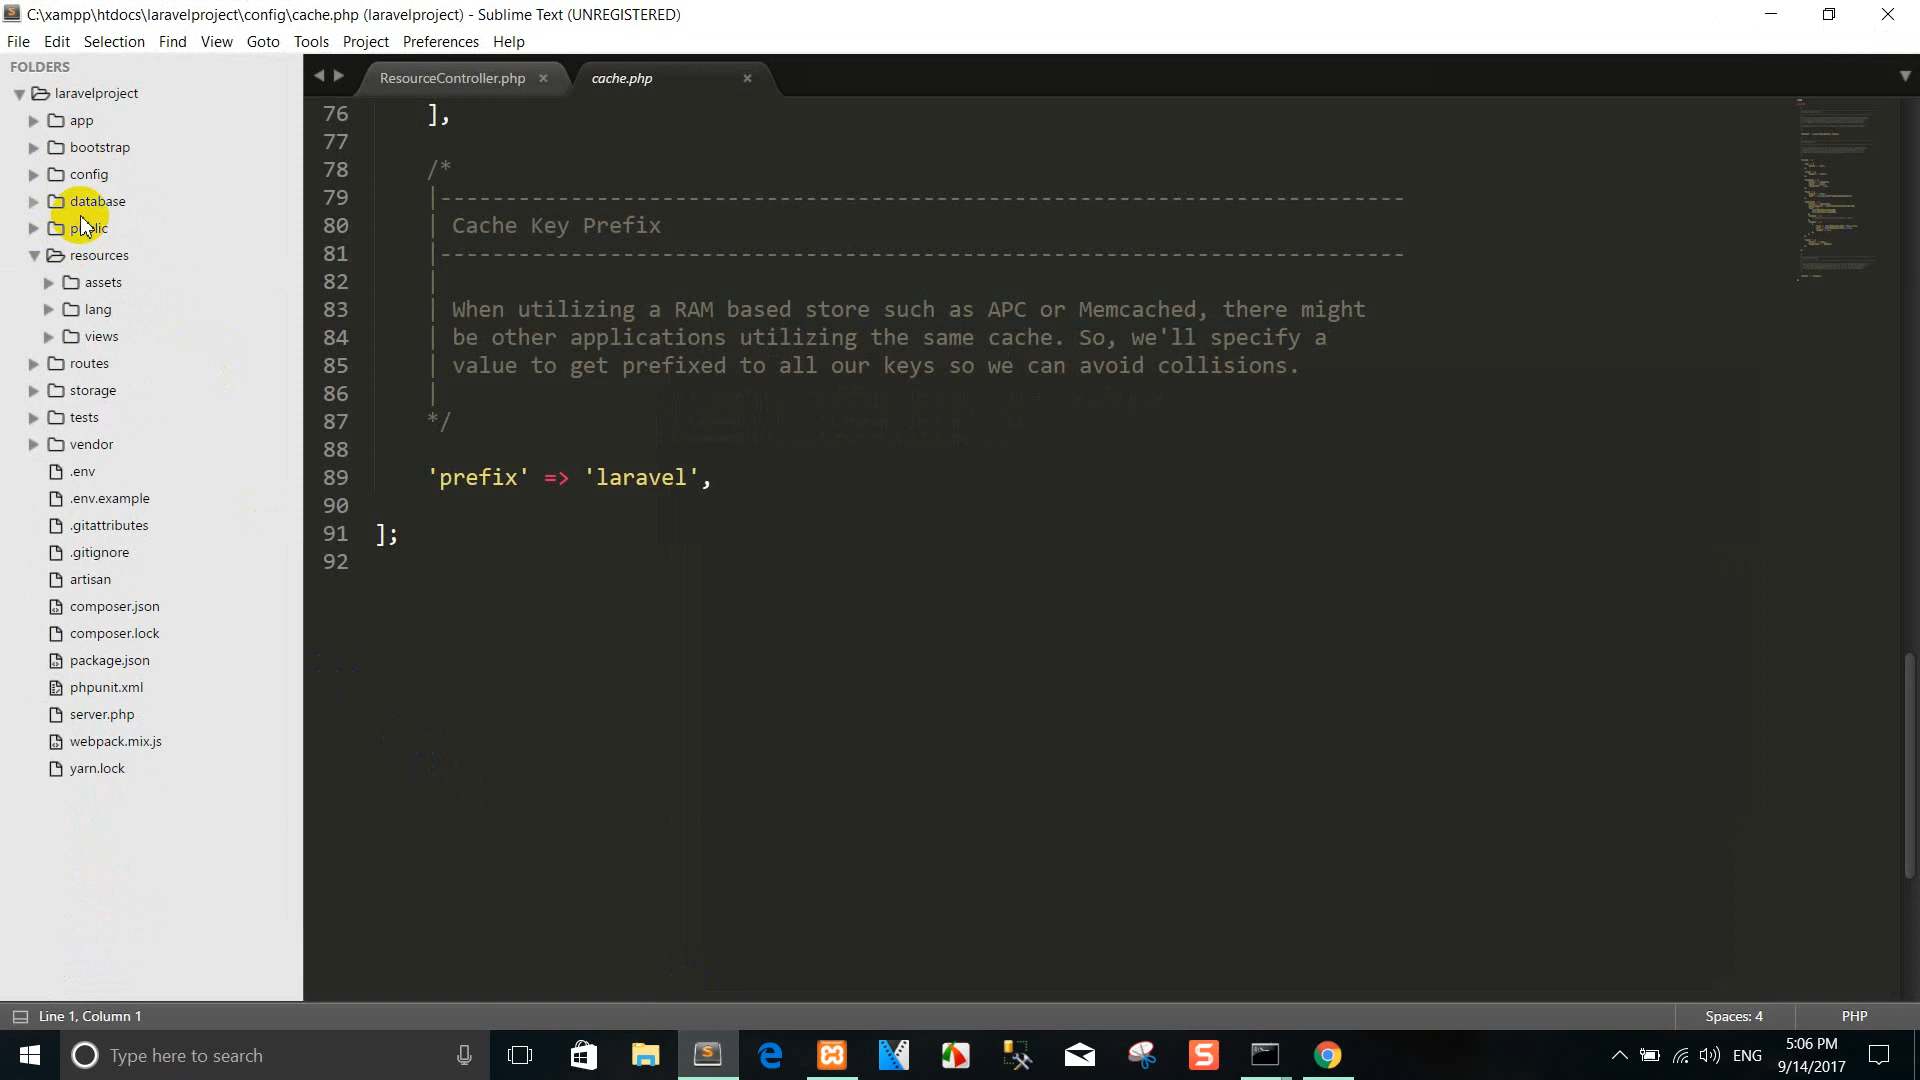 C:\xampp\htdocs\laravelproject\config\cache.php (laravelproject) - Sublime Text (UNREGISTERED)
File Edit Selection Find View Goto Tools Project Preferences Help
FOLDERS
laravelproject
app
bootstrap
config
database
public
resources
assets
lang
views
routes
storage
tests
vendor
.env
.env.example
.gitattributes
.gitignore
artisan
composer.json
composer.lock
package.json
phpunit.xml
server.php
webpack.mix.js
yarn.lock
ResourceController.php cache.php
76 ],
77
78 /*
79 |--------------------------------------------------------------------------
80 | Cache Key Prefix
81 |--------------------------------------------------------------------------
82 |
83 | When utilizing a RAM based store such as APC or Memcached, there might
84 | be other applications utilizing the same cache. So, we'll specify a
85 | value to get prefixed to all our keys so we can avoid collisions.
86 |
87 */
88
89 'prefix' => 'laravel',
90
91 ];
92
Line 1, Column 1 Spaces: 4 PHP
Type here to search
ENG
5:06 PM
9/14/2017